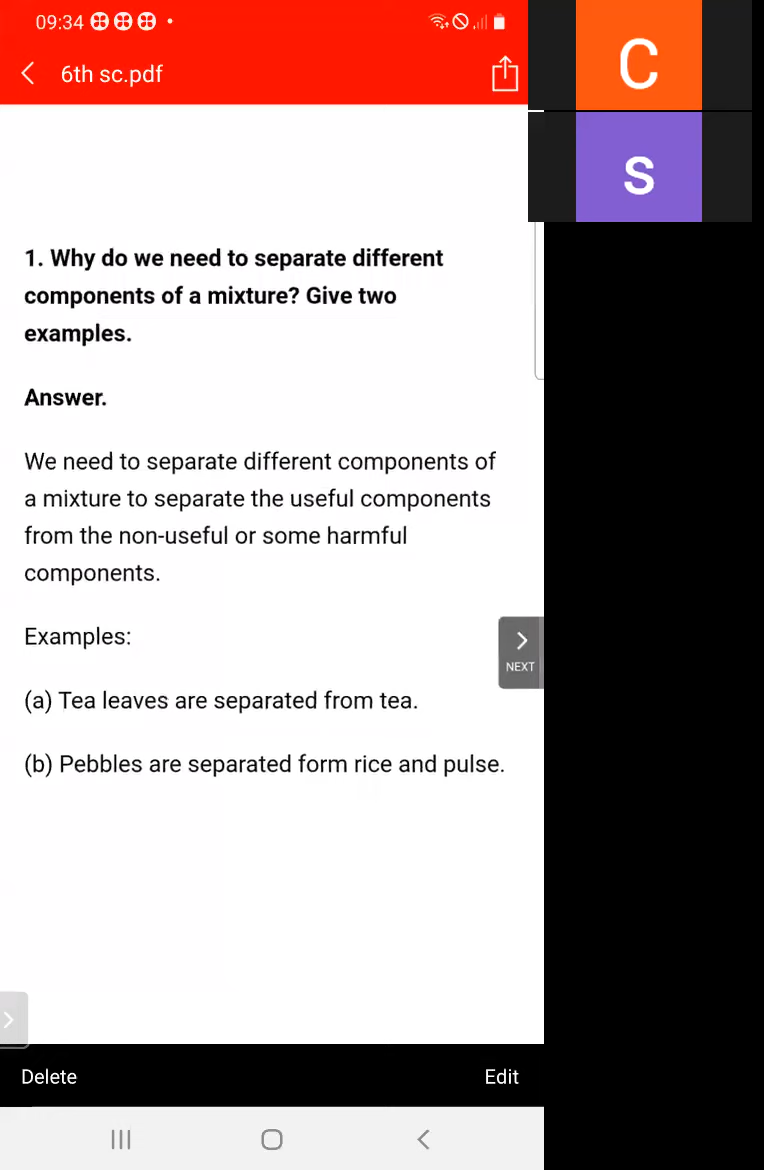 09:34
6th sc.pdf
C
S
1. Why do we need to separate different
components of a mixture? Give two
examples.
Answer.
We need to separate different components of
a mixture to separate the useful components
from the non-useful or some harmful
components.
Examples:
NEXT
(a) Tea leaves are separated from tea.
(b) Pebbles are separated form rice and pulse.
Delete
Edit